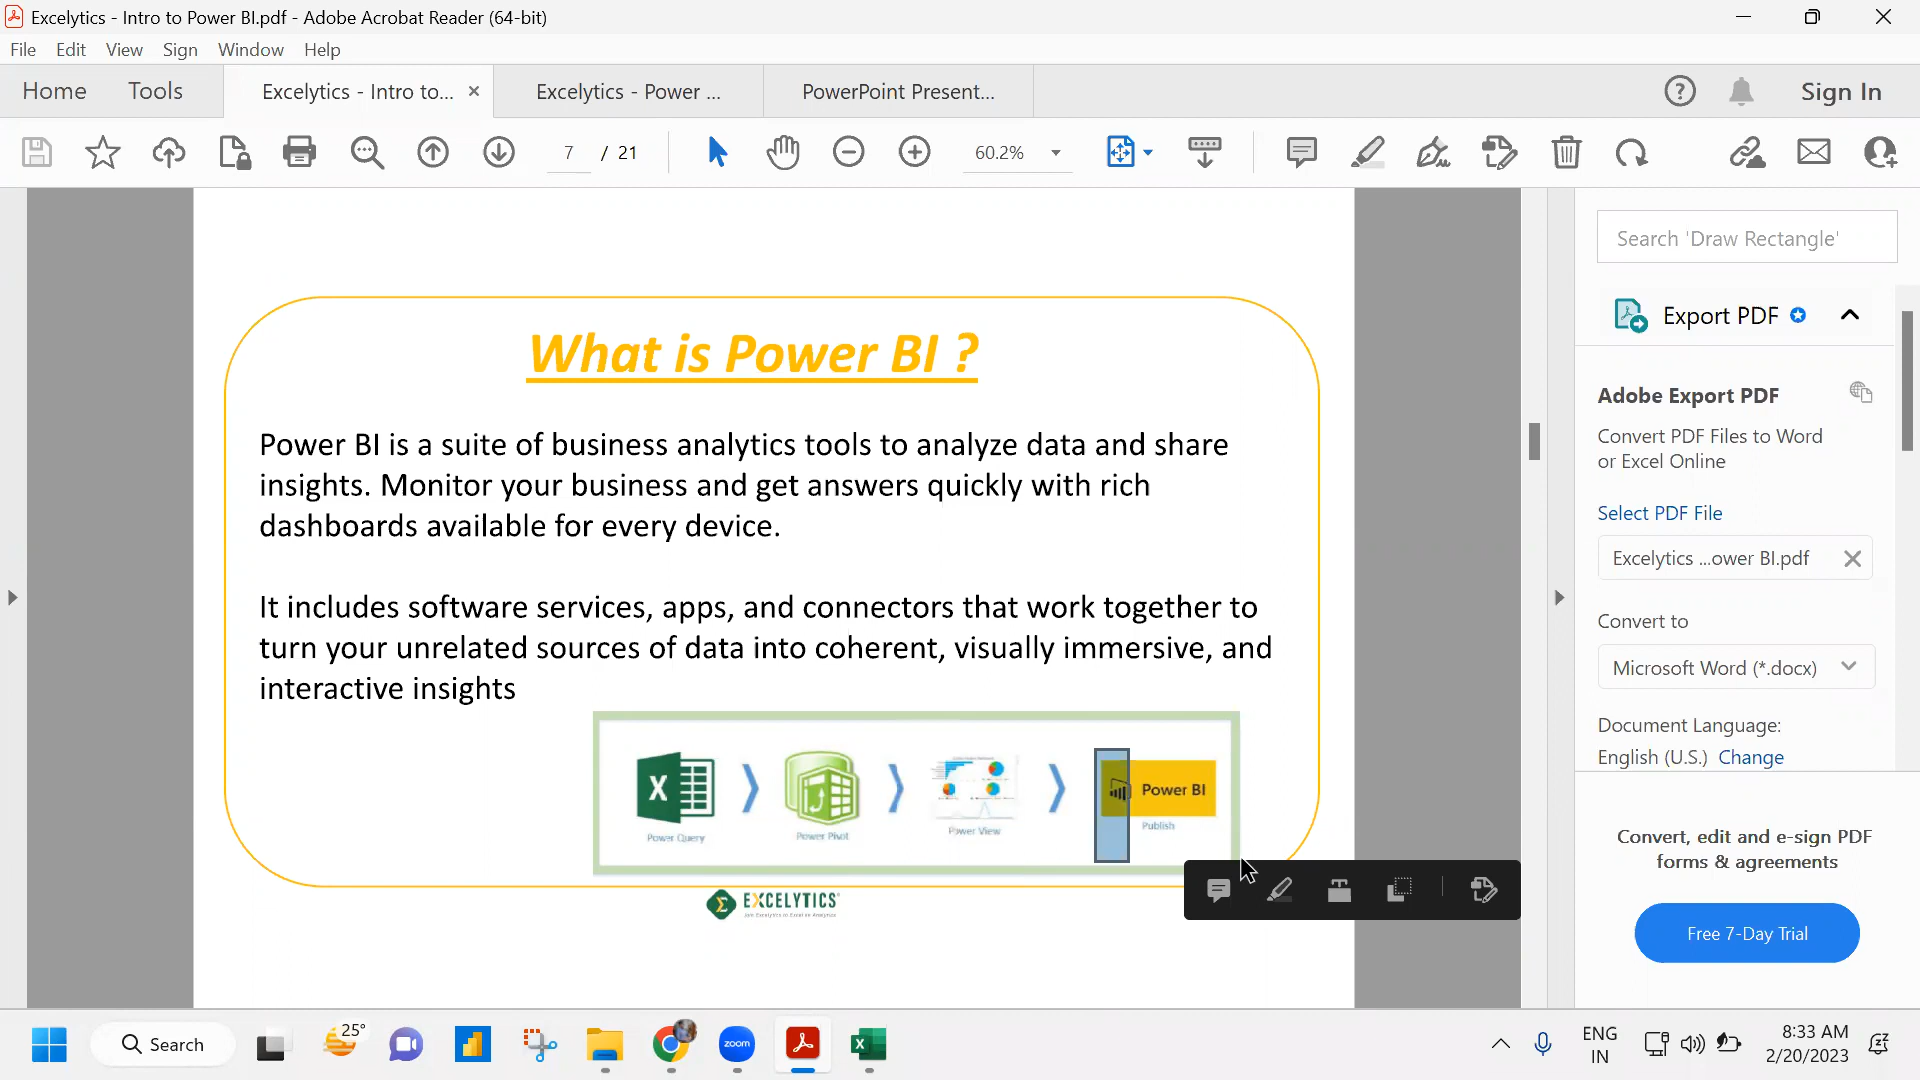 Excelytics - Intro to Power BI.pdf - Adobe Acrobat Reader (64-bit)
File Edit View Sign Window Help
Home Tools Excelytics - Intro to... Excelytics - Power ... PowerPoint Present... Sign In
7 / 21 60.2%
Search 'Draw Rectangle'
Export PDF
Adobe Export PDF
Convert PDF Files to Word
or Excel Online
Select PDF File
Excelytics ...ower BI.pdf
Convert to
Microsoft Word (*.docx)
Document Language:
English (U.S.) Change
Convert, edit and e-sign PDF
forms & agreements
Free 7-Day Trial
What is Power BI ?
Power BI is a suite of business analytics tools to analyze data and share
insights. Monitor your business and get answers quickly with rich
dashboards available for every device.
It includes software services, apps, and connectors that work together to
turn your unrelated sources of data into coherent, visually immersive, and
interactive insights
X
Power BI
Power Query Power Pivot Power View Publish
EXCELYTICS
25°
Search
zoom
ENG
IN
8:33 AM
2/20/2023